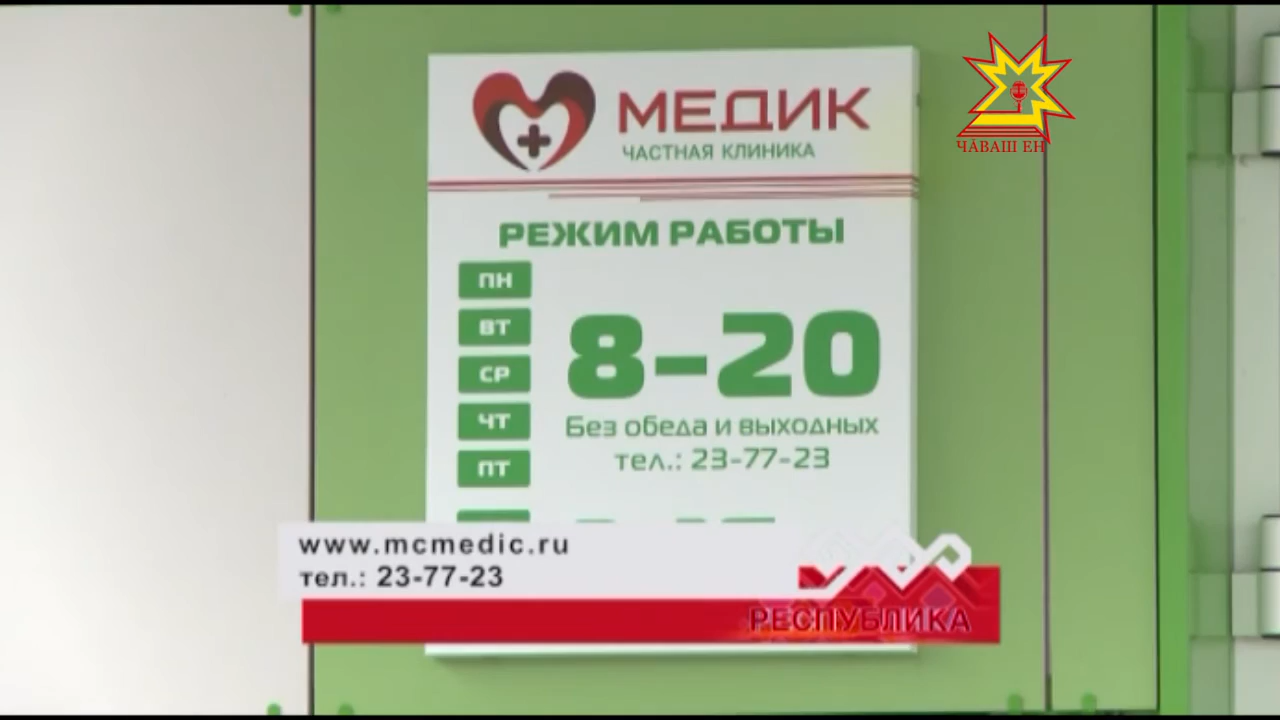 МЕДИК
ЧАСТНАЯ КЛИНИКА
ЧӐВАШ ЕН
РЕЖИМ РАБОТЫ
ПН
ВТ
СР
ЧТ
ПТ
8-20
Без обеда и выходных
тел.: 23-77-23
www.mcmedic.ru
тел.: 23-77-23
РЕСПУБЛИКА